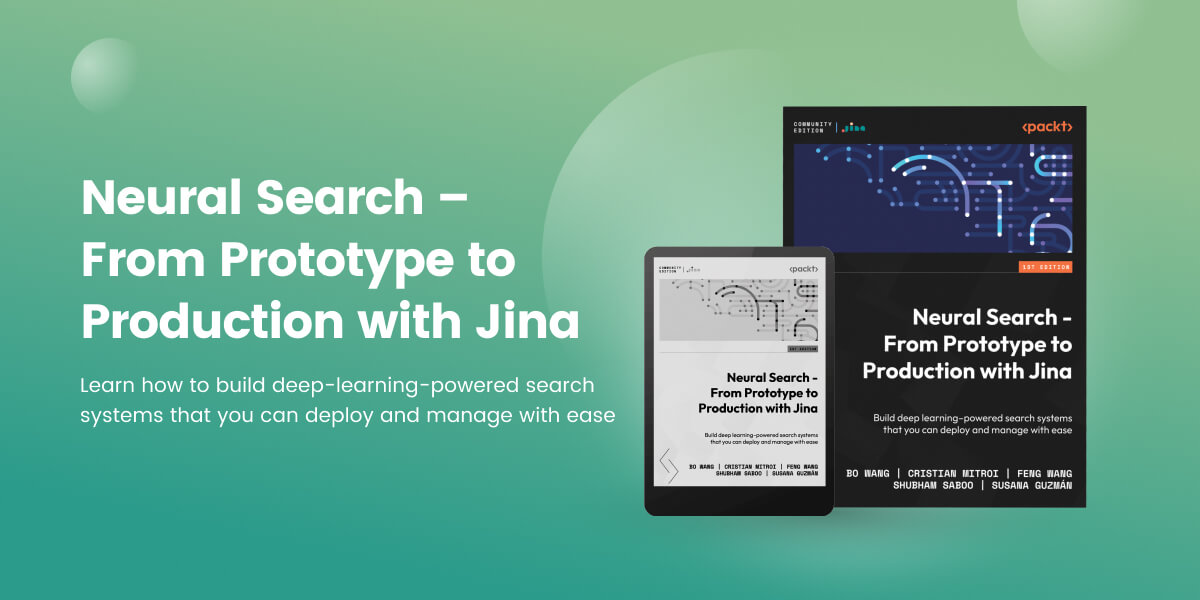 Neural Search –
From Prototype to
Production with Jina
Learn how to build deep-learning-powered search
systems that you can deploy and manage with ease
COMMUNITY
EDITION
jina
<packt>
1ST EDITION
Neural Search -
From Prototype to
Production with Jina
Build deep learning-powered search systems
that you can deploy and manage with ease
BO WANG | CRISTIAN MITROI | FENG WANG
SHUBHAM SABOO | SUSANA GUZMÁN
COMMUNITY
EDITION
jina
<packt>
1ST EDITION
Neural Search -
From Prototype to
Production with Jina
Build deep learning-powered search systems
that you can deploy and manage with ease
BO WANG | CRISTIAN MITROI | FENG WANG
SHUBHAM SABOO | SUSANA GUZMÁN